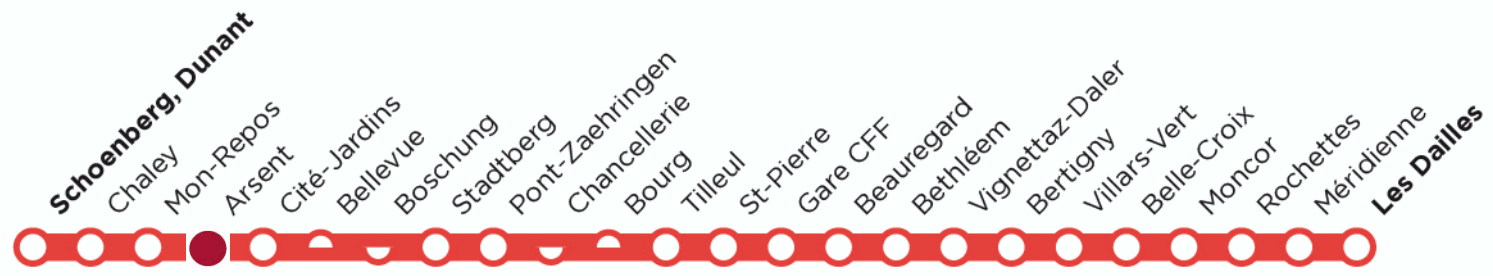 Schoenberg, Dunant
Chaley
Mon-Repos
Arsent
Cité-Jardins
Bellevue
Boschung
Stadtberg
Pont-Zaehringen
Chancellerie
Bourg
Tilleul
St-Pierre
Gare CFF
Beauregard
Bethléem
Vignettaz-Daler
Bertigny
Villars-Vert
Belle-Croix
Moncor
Rochettes
Méridienne
Les Dailles